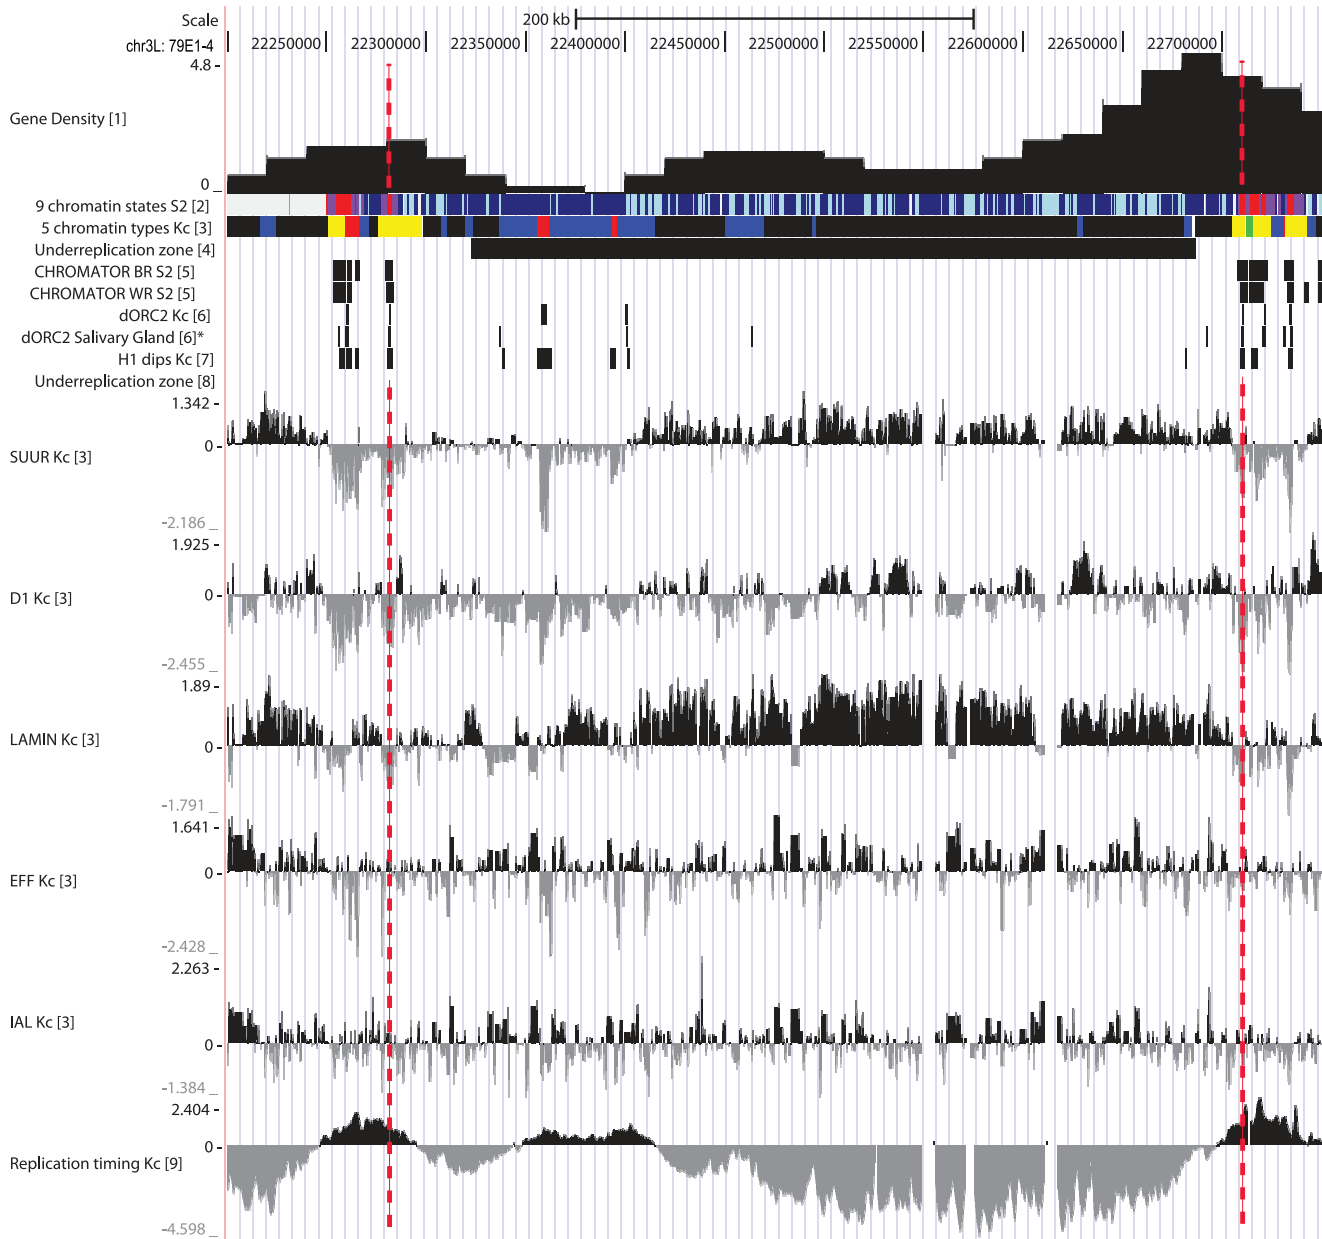 Scale 200 kb
chr3L: 79E1-4 22250000 22300000 22350000 22400000 22450000 22500000 22550000 22600000 22650000 22700000
4.8 -
Gene Density [1]
0 _
9 chromatin states S2 [2]
5 chromatin types Kc [3]
Underreplication zone [4]
CHROMATOR BR S2 [5]
CHROMATOR WR S2 [5]
dORC2 Kc [6]
dORC2 Salivary Gland [6]*
H1 dips Kc [7]
Underreplication zone [8]
1.342 -
0 -
SUUR Kc [3]
-2.186 _
1.925 -
0 -
D1 Kc [3]
-2.455 _
1.89 -
LAMIN Kc [3]
0 -
-1.791 _
1.641 -
0 -
EFF Kc [3]
-2.428 _
2.263 -
IAL Kc [3]
0 -
-1.384 _
2.404 -
0 -
Replication timing Kc [9]
-4.598 _